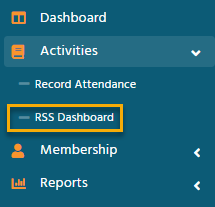 Dashboard
Activities
Record Attendance
RSS Dashboard
Membership
Reports